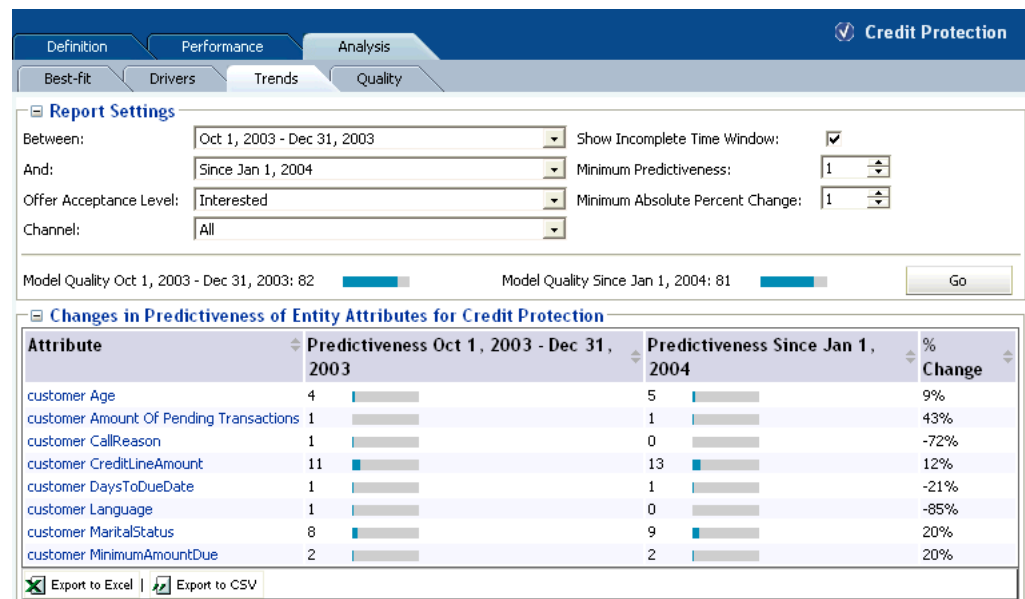 Credit Protection
Definition Performance Analysis
Best-fit Drivers Trends Quality
Report Settings
Between: Oct 1, 2003 - Dec 31, 2003 Show Incomplete Time Window:
And: Since Jan 1, 2004 Minimum Predictiveness: 1
Offer Acceptance Level: Interested Minimum Absolute Percent Change: 1
Channel: All
Model Quality Oct 1, 2003 - Dec 31, 2003: 82 Model Quality Since Jan 1, 2004: 81 Go
Changes in Predictiveness of Entity Attributes for Credit Protection
Attribute Predictiveness Oct 1, 2003 - Dec 31, 2003 Predictiveness Since Jan 1, 2004 % Change
customer Age 4 5 9%
customer Amount Of Pending Transactions 1 1 43%
customer CallReason 1 0 -72%
customer CreditLineAmount 11 13 12%
customer DaysToDueDate 1 1 -21%
customer Language 1 0 -85%
customer MaritalStatus 8 9 20%
customer MinimumAmountDue 2 2 20%
Export to Excel | Export to CSV